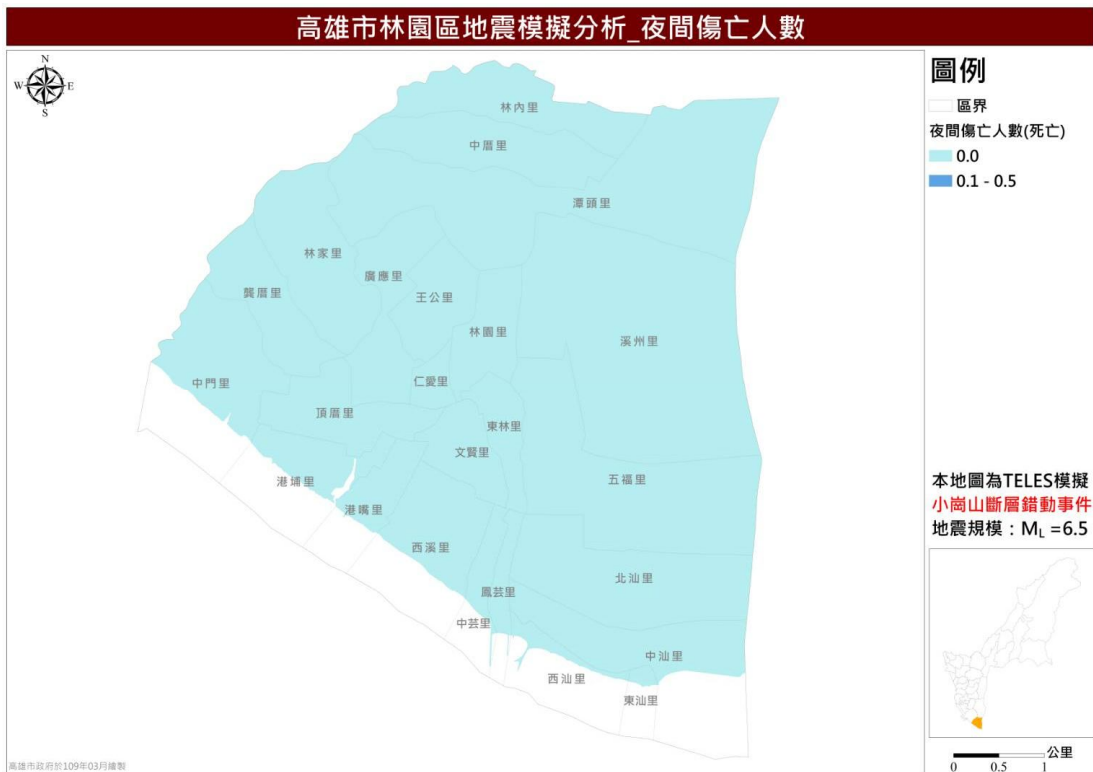 高雄市林園區地震模擬分析_夜間傷亡人數
N
W E
S
圖例
區界
夜間傷亡人數(死亡)
0.0
0.1 - 0.5
林內里
中厝里
潭頭里
林家里
廣應里
龔厝里
王公里
林園里
溪州里
中門里
仁愛里
頂厝里
東林里
文賢里
港埔里
五福里
港嘴里
西溪里
北汕里
鳳芸里
中芸里
中汕里
西汕里
東汕里
本地圖為TELES模擬
小崗山斷層錯動事件
地震規模：ML =6.5
公里
0 0.5 1
高雄市政府於109年03月繪製